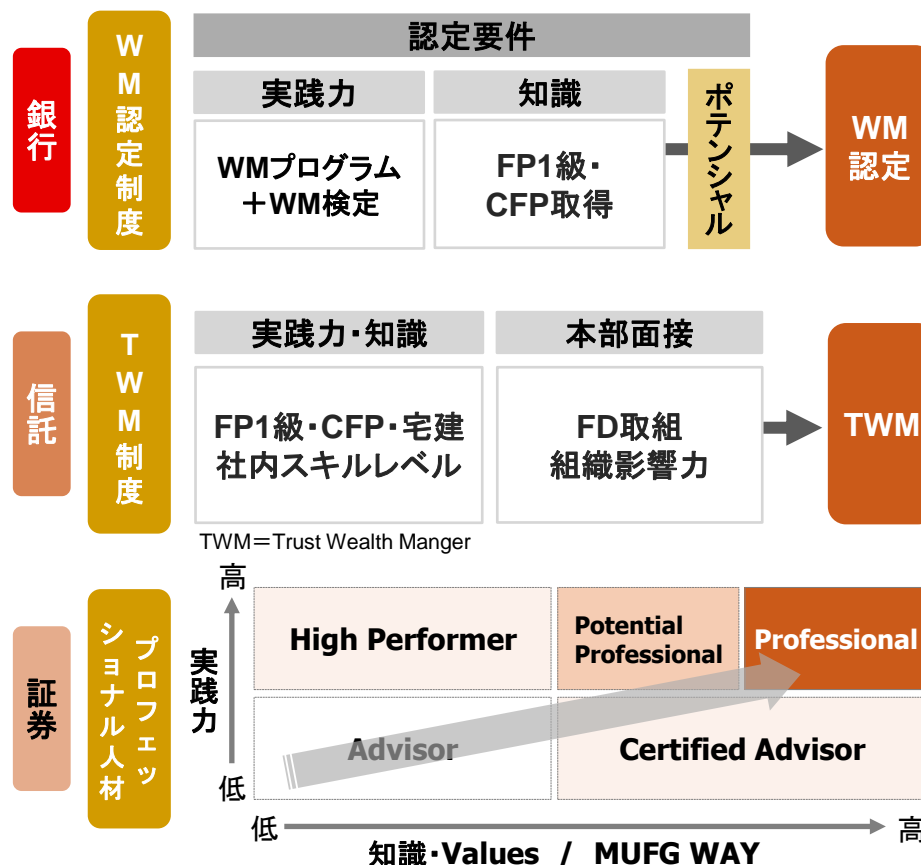 銀行
WM認定制度
認定要件
実践力
知識
WMプログラム
＋WM検定
FP1級・
CFP取得
ポテンシャル
WM
認定
信託
TWM制度
実践力・知識
本部面接
FP1級・CFP・宅建
社内スキルレベル
FD取組
組織影響力
TWM
TWM＝Trust Wealth Manger
証券
プロフェッ
ショナル人材
高
実践力
低
High Performer
Potential
Professional
Professional
Advisor
Certified Advisor
低
高
知識・Values / MUFG WAY